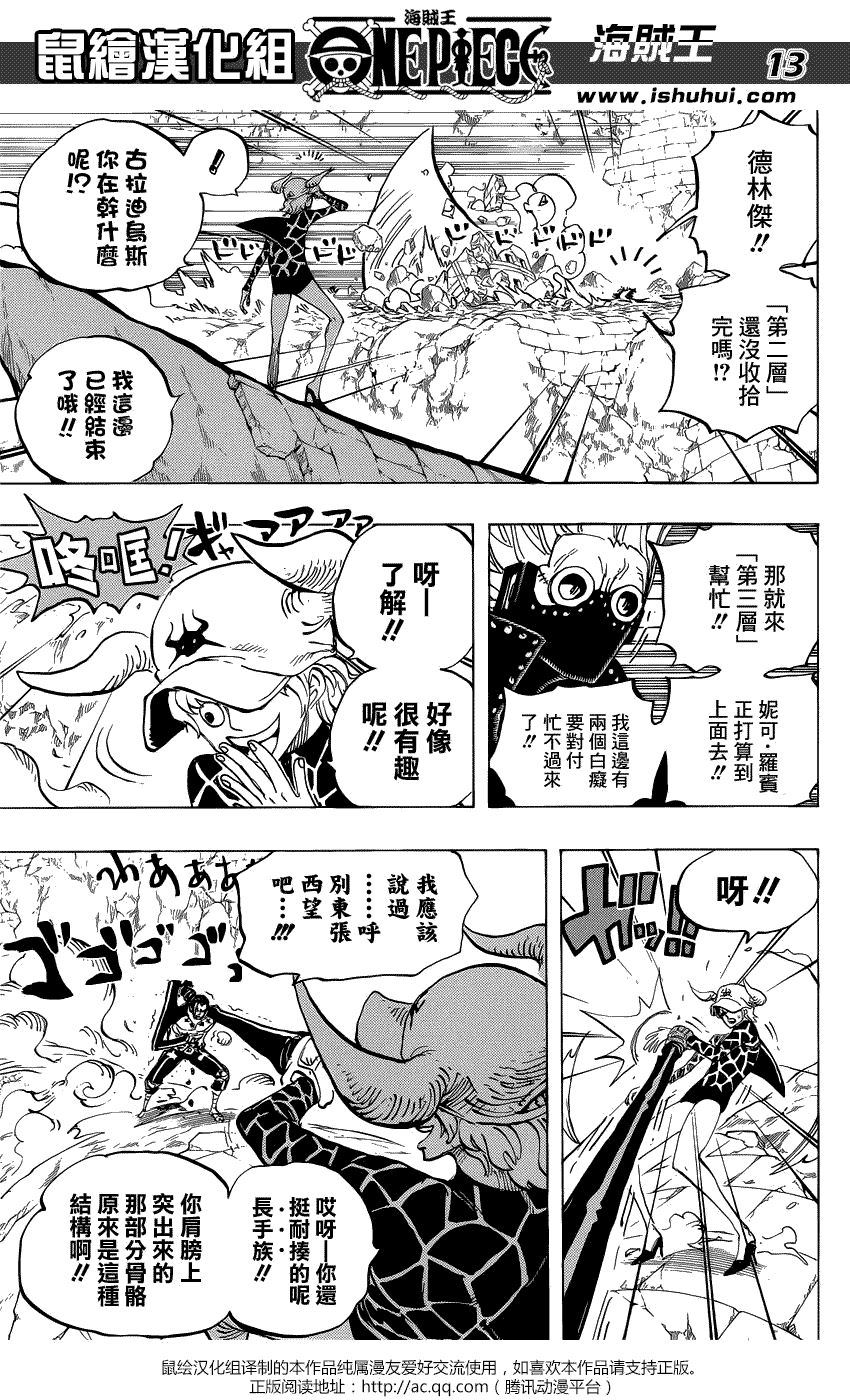 鼠繪漢化組
海賊王
ONE PIECE
海賊王
www.ishuhui.com
13
德林傑!!
「第二層」
還沒收拾
完嗎!?
!
古拉迪烏斯
你在幹什麼
呢!?
我這邊
已經結束
了哦!!
那就來
「第三層」
幫忙!!
妮可·羅賓
正打算到
上面去!!
我這邊有
兩個白癡
要對付
忙不過來
了!!
呀—
了解!!
好像
很有趣
呢!!
咚哐!
ギャアアアア
ドドドドド
呀!!
ガッ!!
我應該
說過
……呼
別東張
西望
吧…!!!
ゴゴゴゴ
哎呀—你還
挺耐揍的呢
長手族!!
你肩膀上
突出來的
那部分骨骼
原來是這種
結構啊!!
鼠绘汉化组译制的本作品纯属漫友爱好交流使用，如喜欢本作品请支持正版。
正版阅读地址：http://ac.qq.com（腾讯动漫平台）